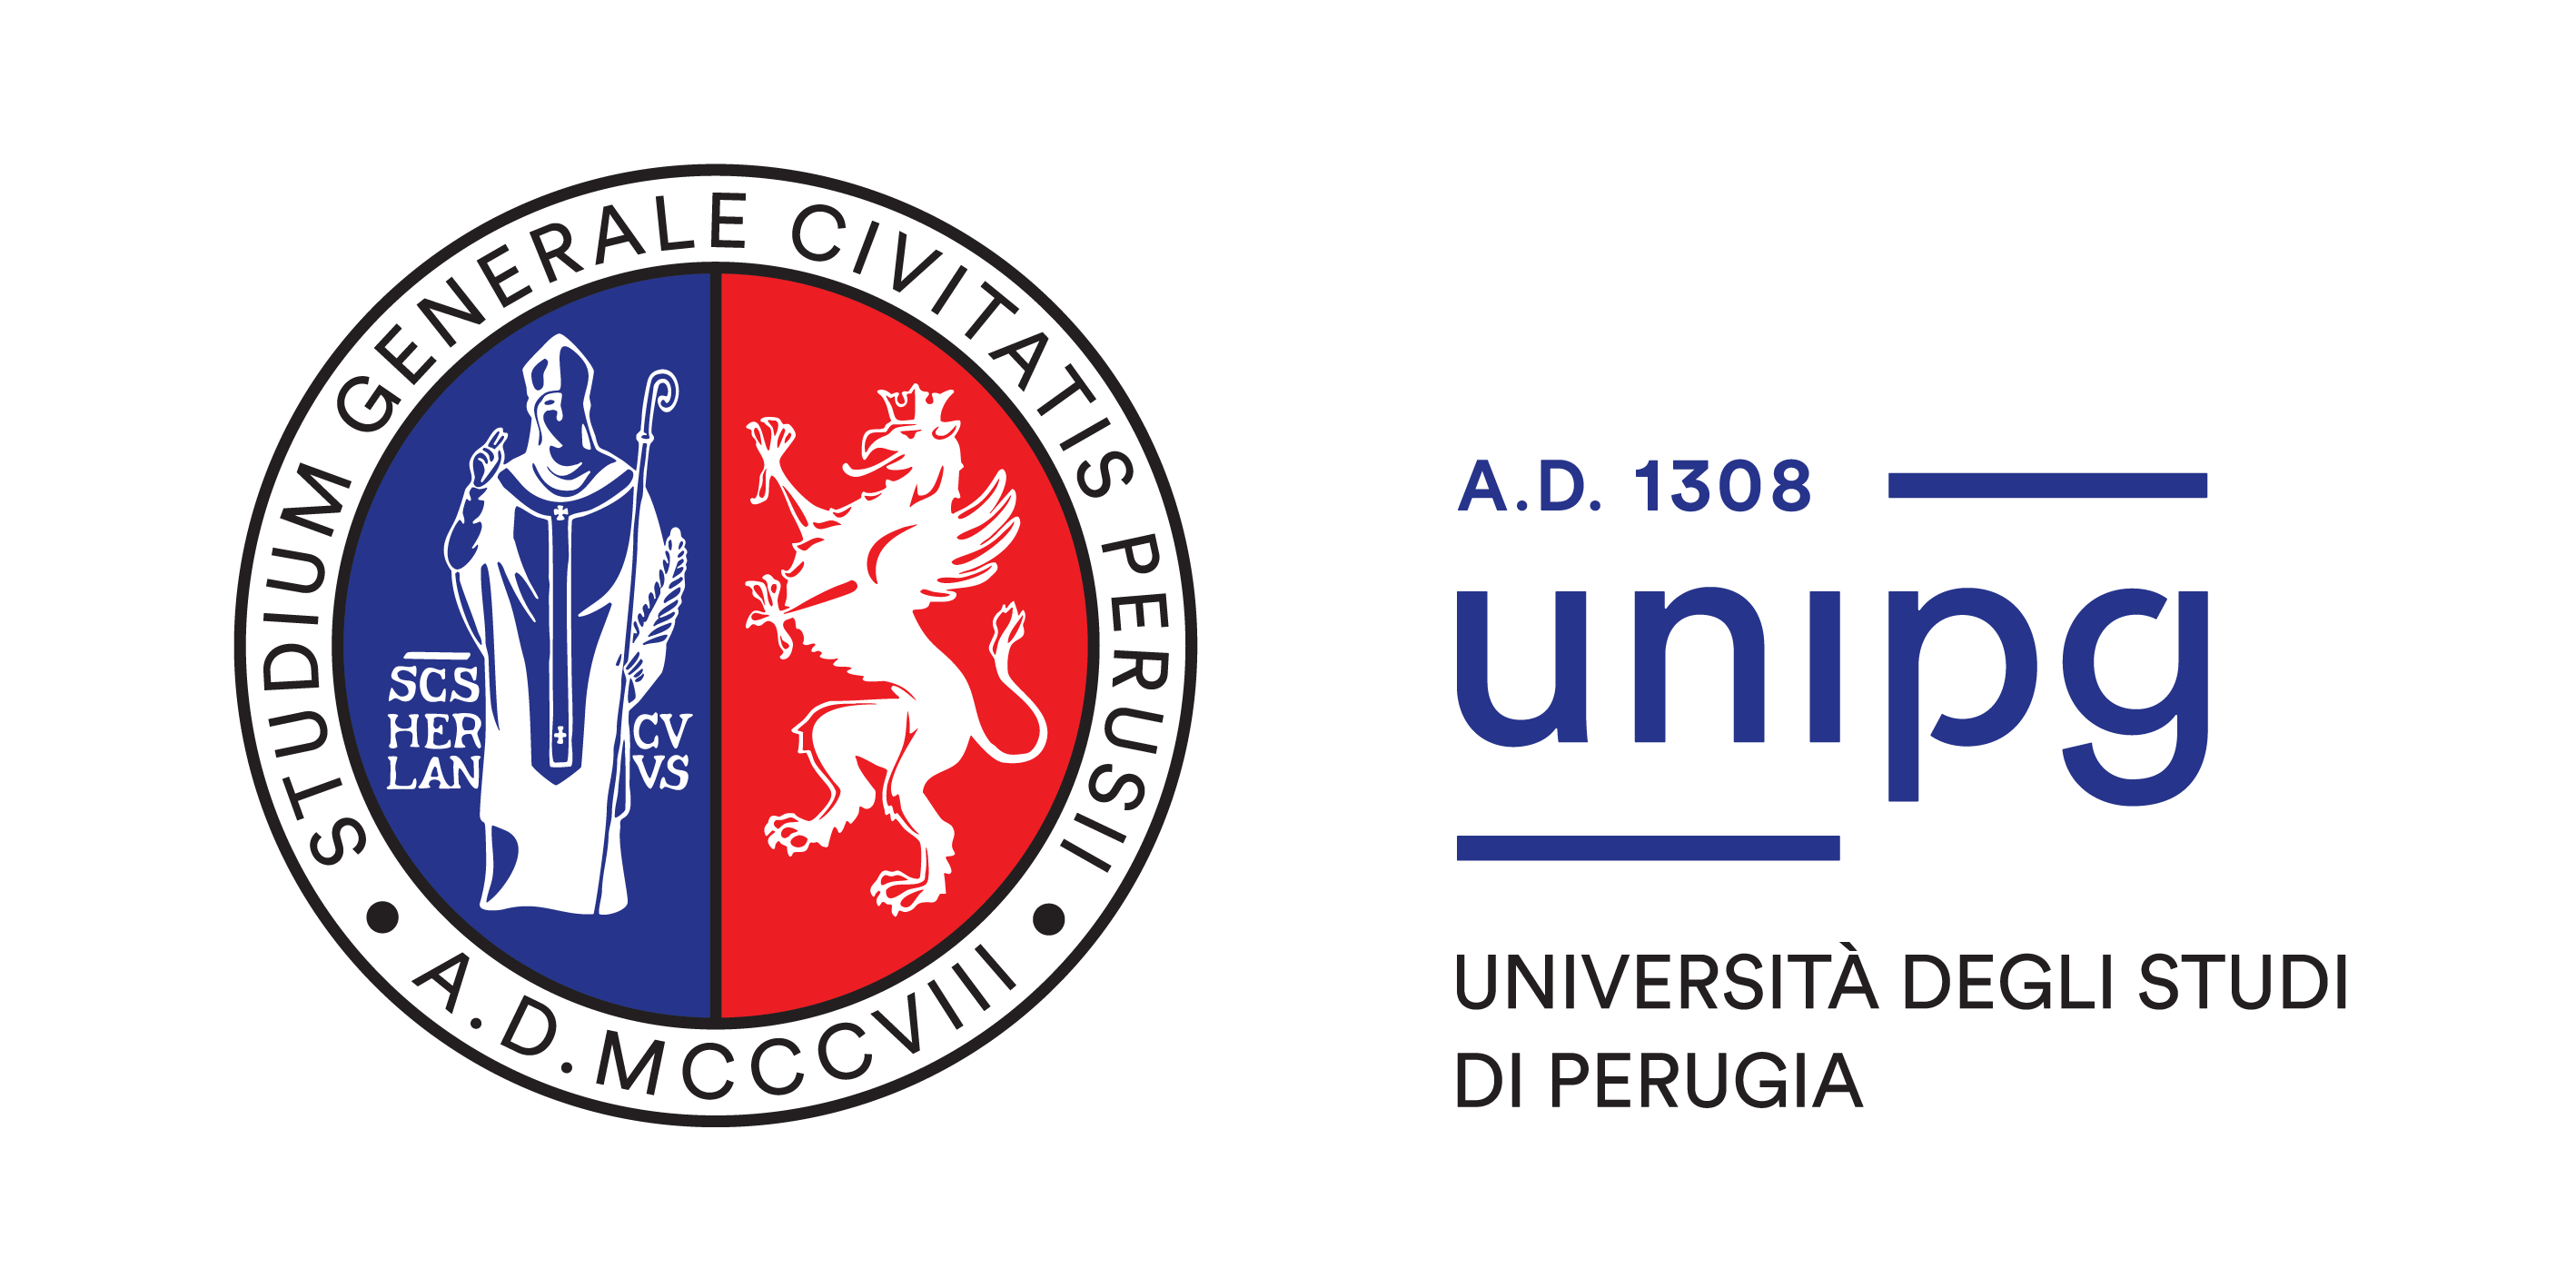 STUDIUM GENERALE CIVITATIS PERUSII
• A.D.MCCCVIII •
SCS
HER CV
LAN VS
A.D. 1308
unipg
UNIVERSITÀ DEGLI STUDI
DI PERUGIA